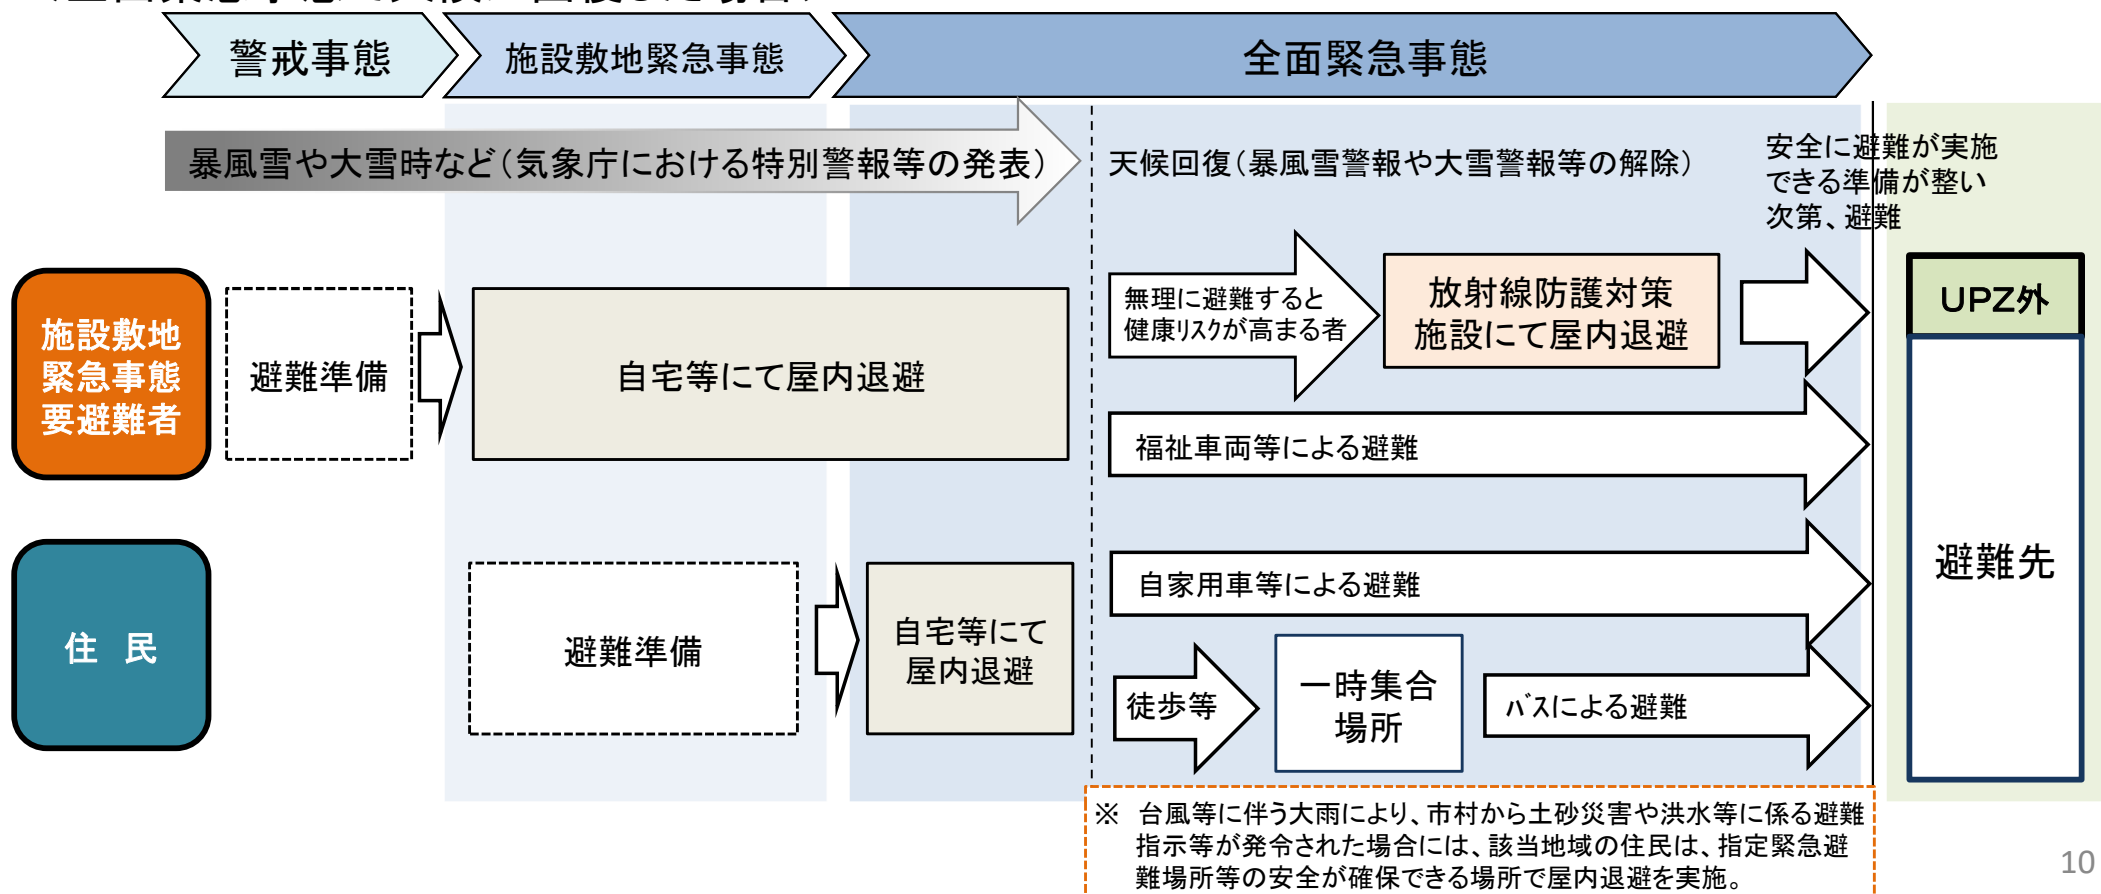 警戒事態
施設敷地緊急事態
全面緊急事態
暴風雪や大雪時など(気象庁における特別警報等の発表)
天候回復(暴風雪警報や大雪警報等の解除)
安全に避難が実施
できる準備が整い
次第、避難
施設敷地
緊急事態
要避難者
避難準備
自宅等にて屋内退避
無理に避難すると
健康リスクが高まる者
放射線防護対策
施設にて屋内退避
福祉車両等による避難
UPZ外
避難先
住 民
避難準備
自宅等にて
屋内退避
自家用車等による避難
徒歩等
一時集合
場所
バスによる避難
※ 台風等に伴う大雨により、市村から土砂災害や洪水等に係る避難
指示等が発令された場合には、該当地域の住民は、指定緊急避
難場所等の安全が確保できる場所で屋内退避を実施。
10